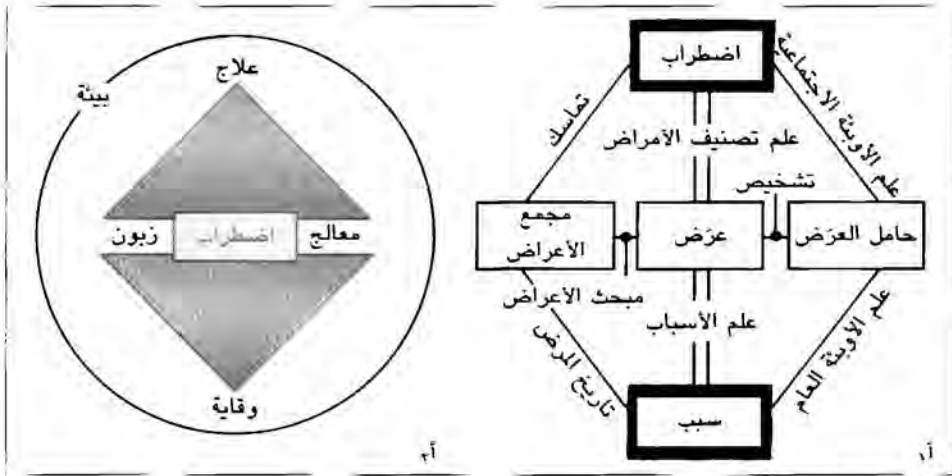 اضطراب
تماسك
علم الأوبئة الاجتماعية
علم تصنيف الأمراض
تشخيص
حامل العرَض
عرَض
مجمع
الأعراض
مبحث الأعراض
علم الأسباب
علم الأوبئة العام
تاريخ المرض
سبب
أ١
علاج
بيئة
معالج
اضطراب
زبون
وقاية
أ٢